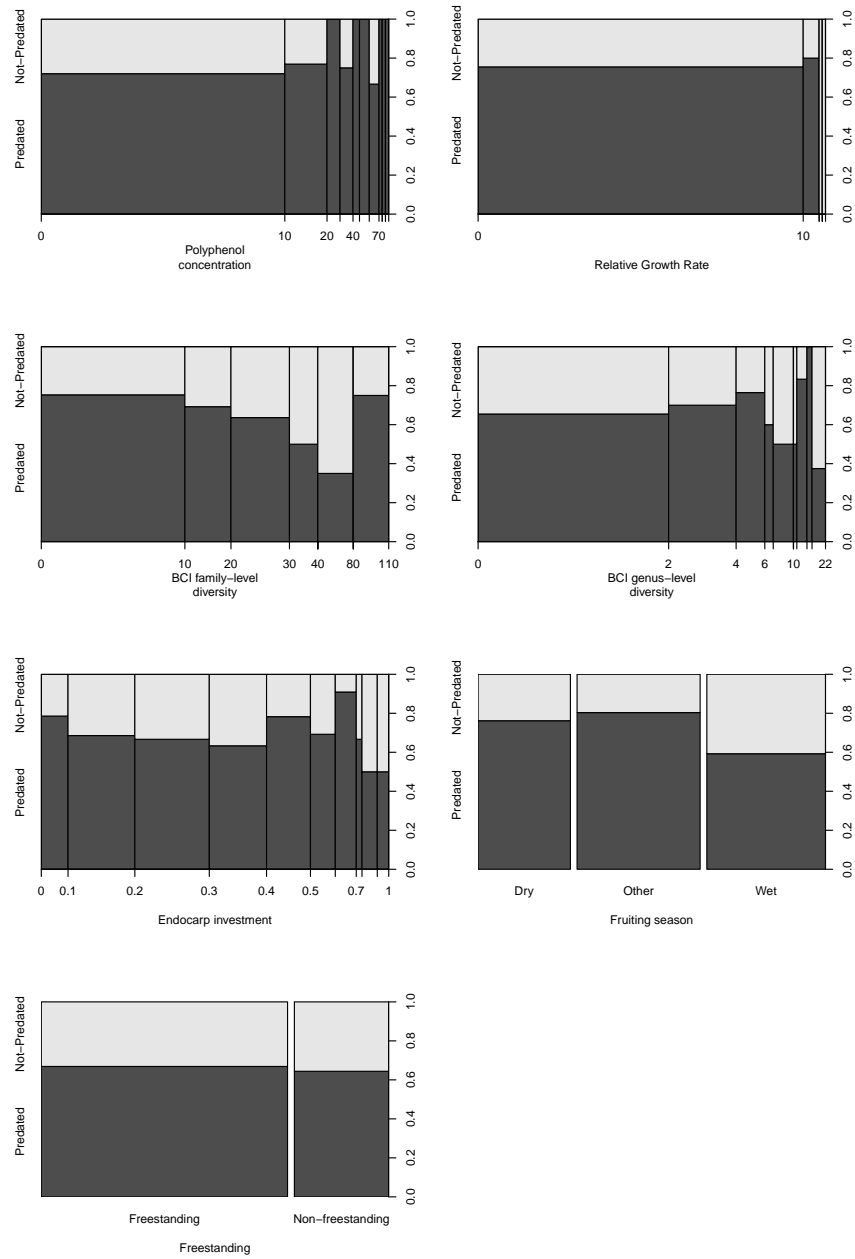 Not−Predated
Predated
0.0 0.2 0.4 0.6 0.8 1.0
0 10 20 40 70
Polyphenol
concentration
Not−Predated
Predated
0.0 0.2 0.4 0.6 0.8 1.0
0 10
Relative Growth Rate
Not−Predated
Predated
0.0 0.2 0.4 0.6 0.8 1.0
0 10 20 30 40 80 110
BCI family−level
diversity
Not−Predated
Predated
0.0 0.2 0.4 0.6 0.8 1.0
0 2 4 6 10 22
BCI genus−level
diversity
Not−Predated
Predated
0.0 0.2 0.4 0.6 0.8 1.0
0 0.1 0.2 0.3 0.4 0.5 0.7 1
Endocarp investment
Not−Predated
Predated
0.0 0.2 0.4 0.6 0.8 1.0
Dry Other Wet
Fruiting season
Not−Predated
Predated
0.0 0.2 0.4 0.6 0.8 1.0
Freestanding Non−freestanding
Freestanding